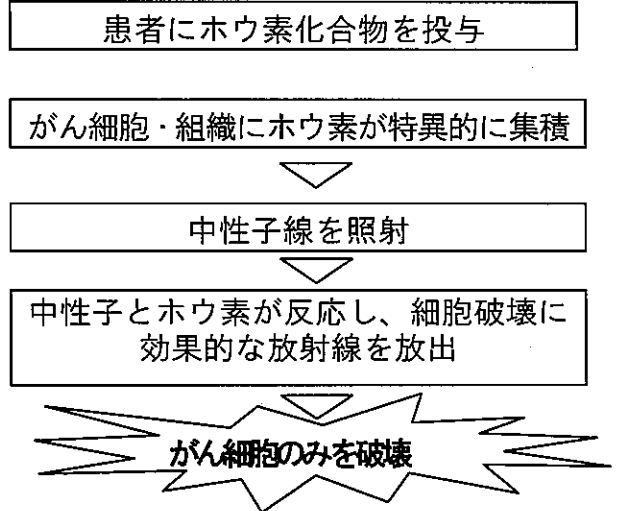 患者にホウ素化合物を投与
がん細胞・組織にホウ素が特異的に集積
中性子線を照射
中性子とホウ素が反応し、細胞破壊に
効果的な放射線を放出
がん細胞のみを破壊